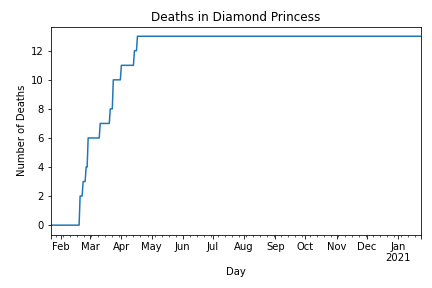 Deaths in Diamond Princess
Number of Deaths
12
10
8
6
4
2
0
Feb Mar Apr May Jun Jul Aug Sep Oct Nov Dec Jan
2021
Day